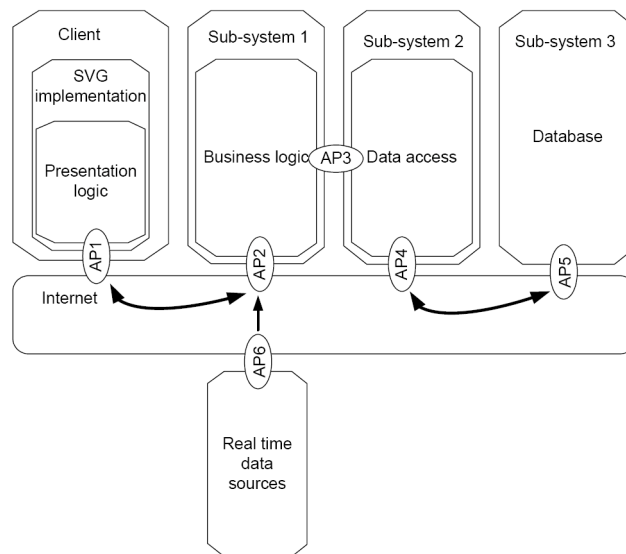 Client
SVG
implementation
Presentation
logic
AP1
Sub-system 1
Business logic
AP2
AP3
Sub-system 2
Data access
AP4
Sub-system 3
Database
AP5
Internet
AP6
Real time
data
sources